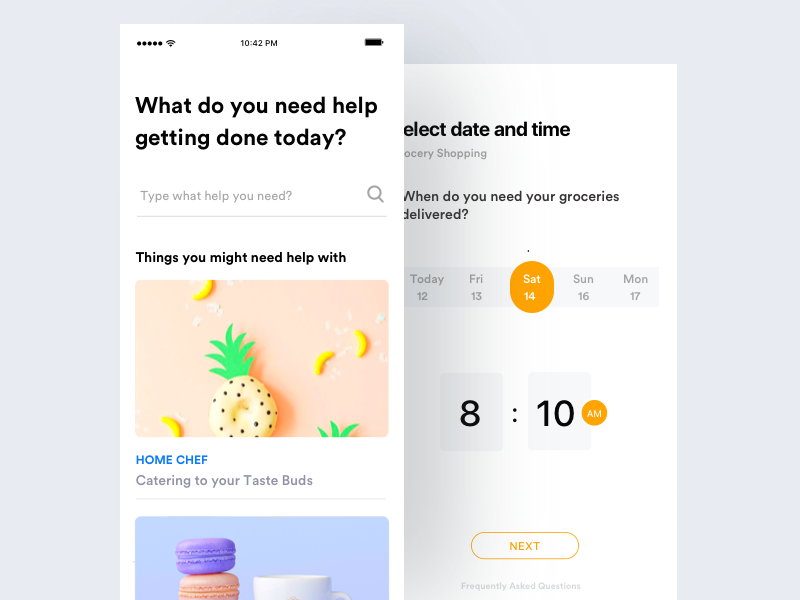 10:42 PM
What do you need help
getting done today?
Type what help you need?
Things you might need help with
HOME CHEF
Catering to your Taste Buds
elect date and time
ocery Shopping
When do you need your groceries
delivered?
Today Fri Sat Sun Mon
12 13 14 16 17
8 : 10 AM
NEXT
Frequently Asked Questions